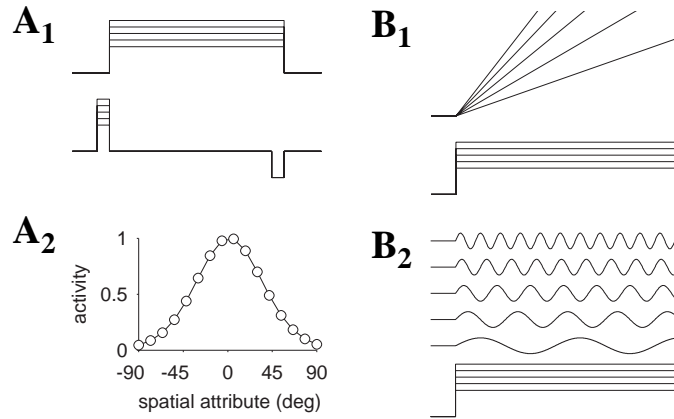 A1
B1
A2
activity
1
0.5
0
-90
-45
0
45
90
spatial attribute (deg)
B2